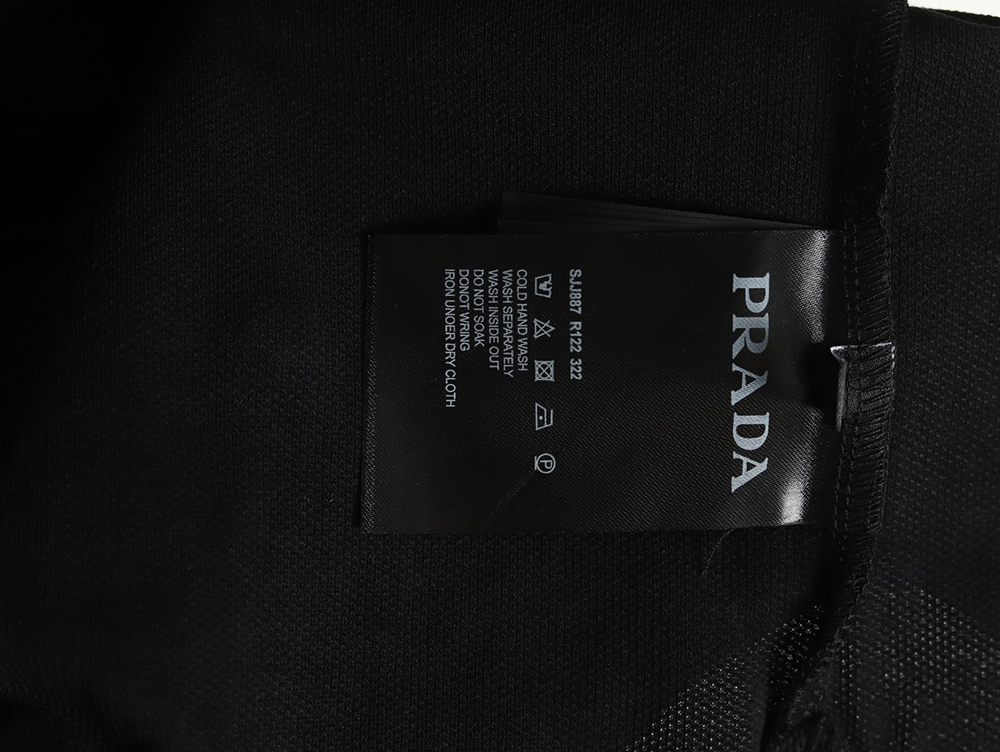 PRADA
SJJ887 R122 322
P
COLD HAND WASH
WASH SEPARATELY
WASH INSIDE OUT
DO NOT SOAK
DONOT WRING
IRON UNDER DRY CLOTH